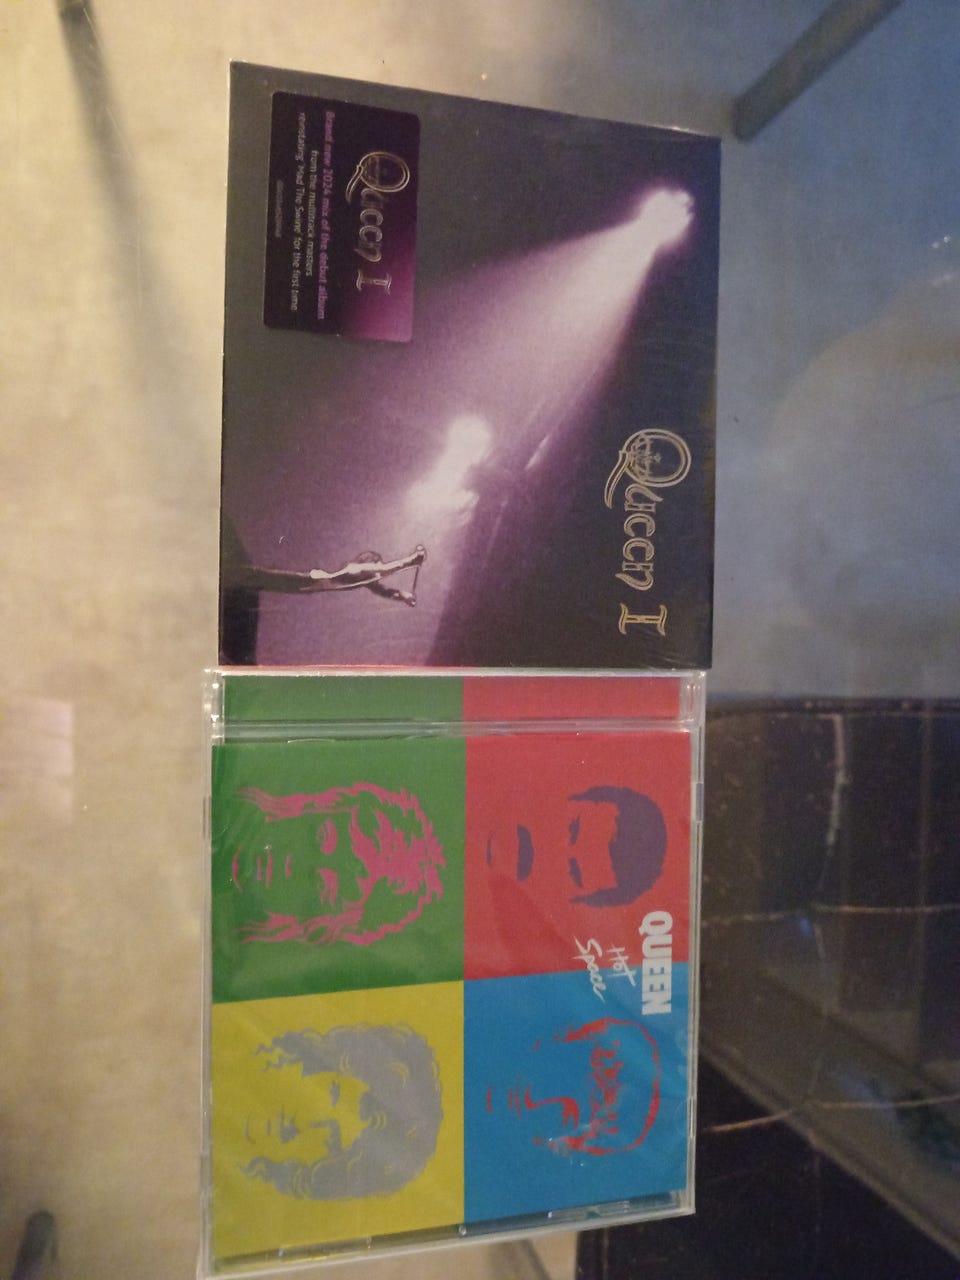 Queen I
Brand new 2024 mix of the debut album
from the multitrack masters
reinstating 'Mad The Swine' for the first time
Queen I
QUEEN
Hot
Space